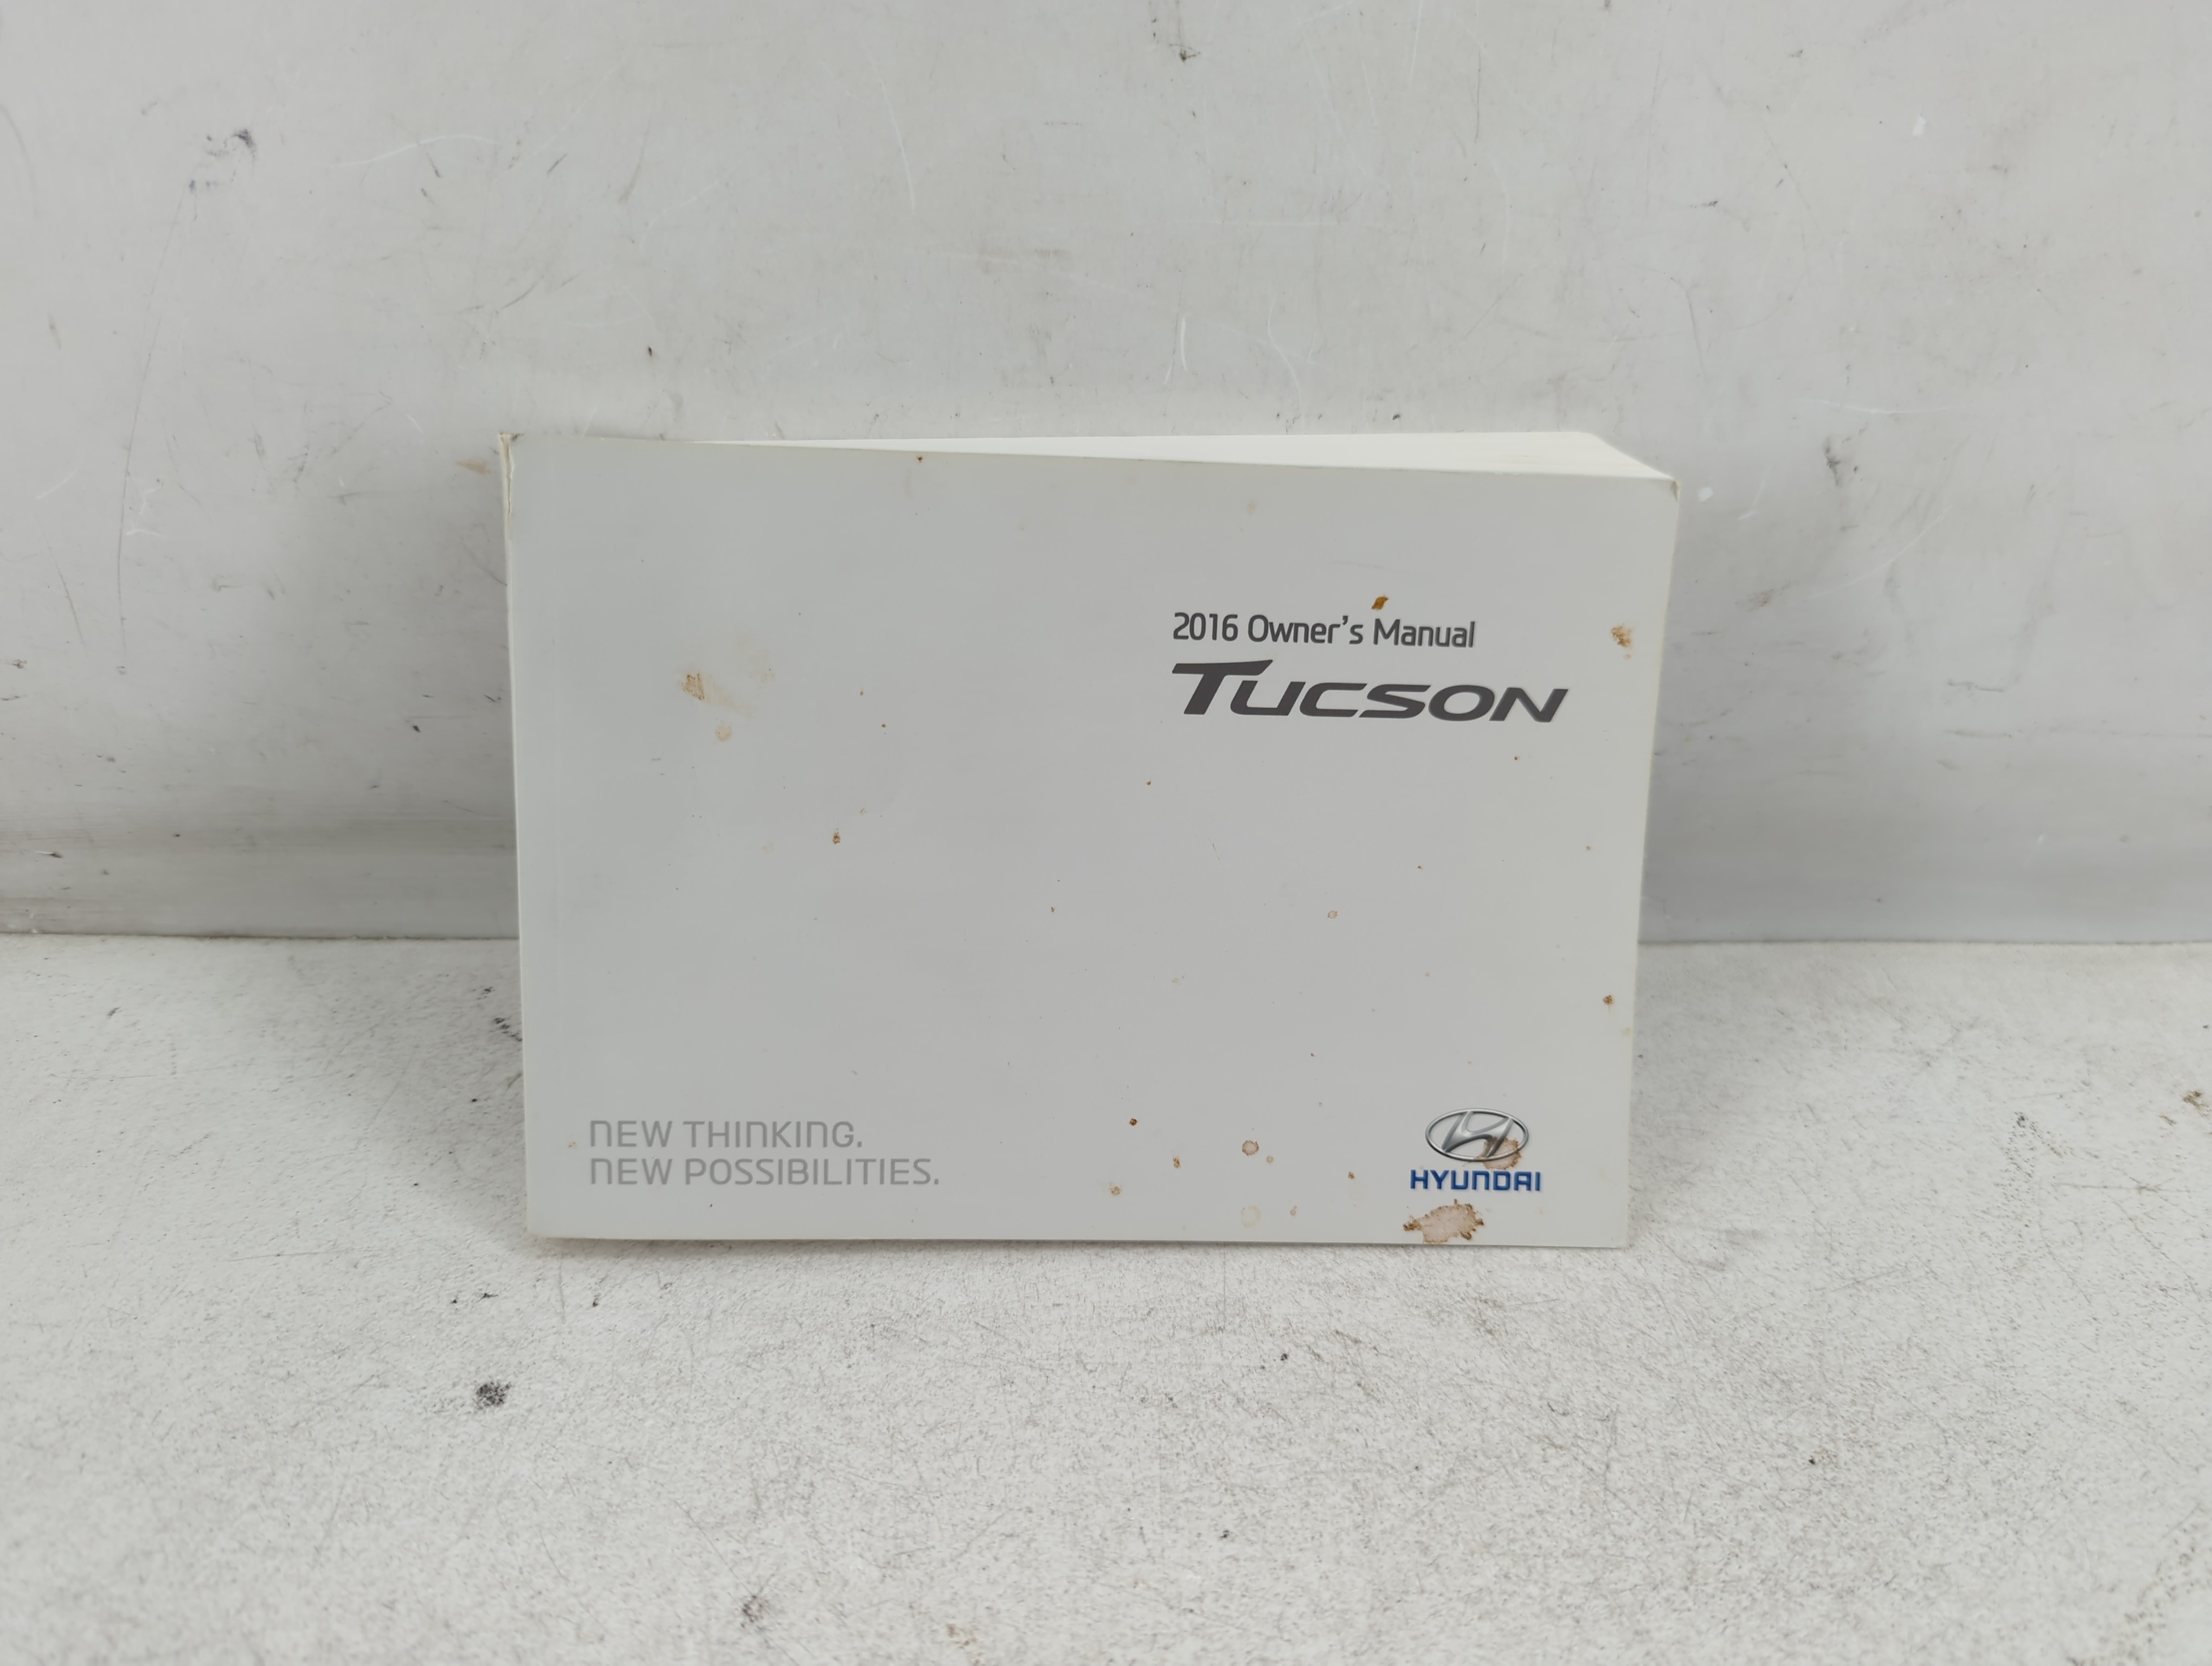 2016 Owner's Manual
TUCSON
NEW THINKING.
NEW POSSIBILITIES.
HYUNDAI